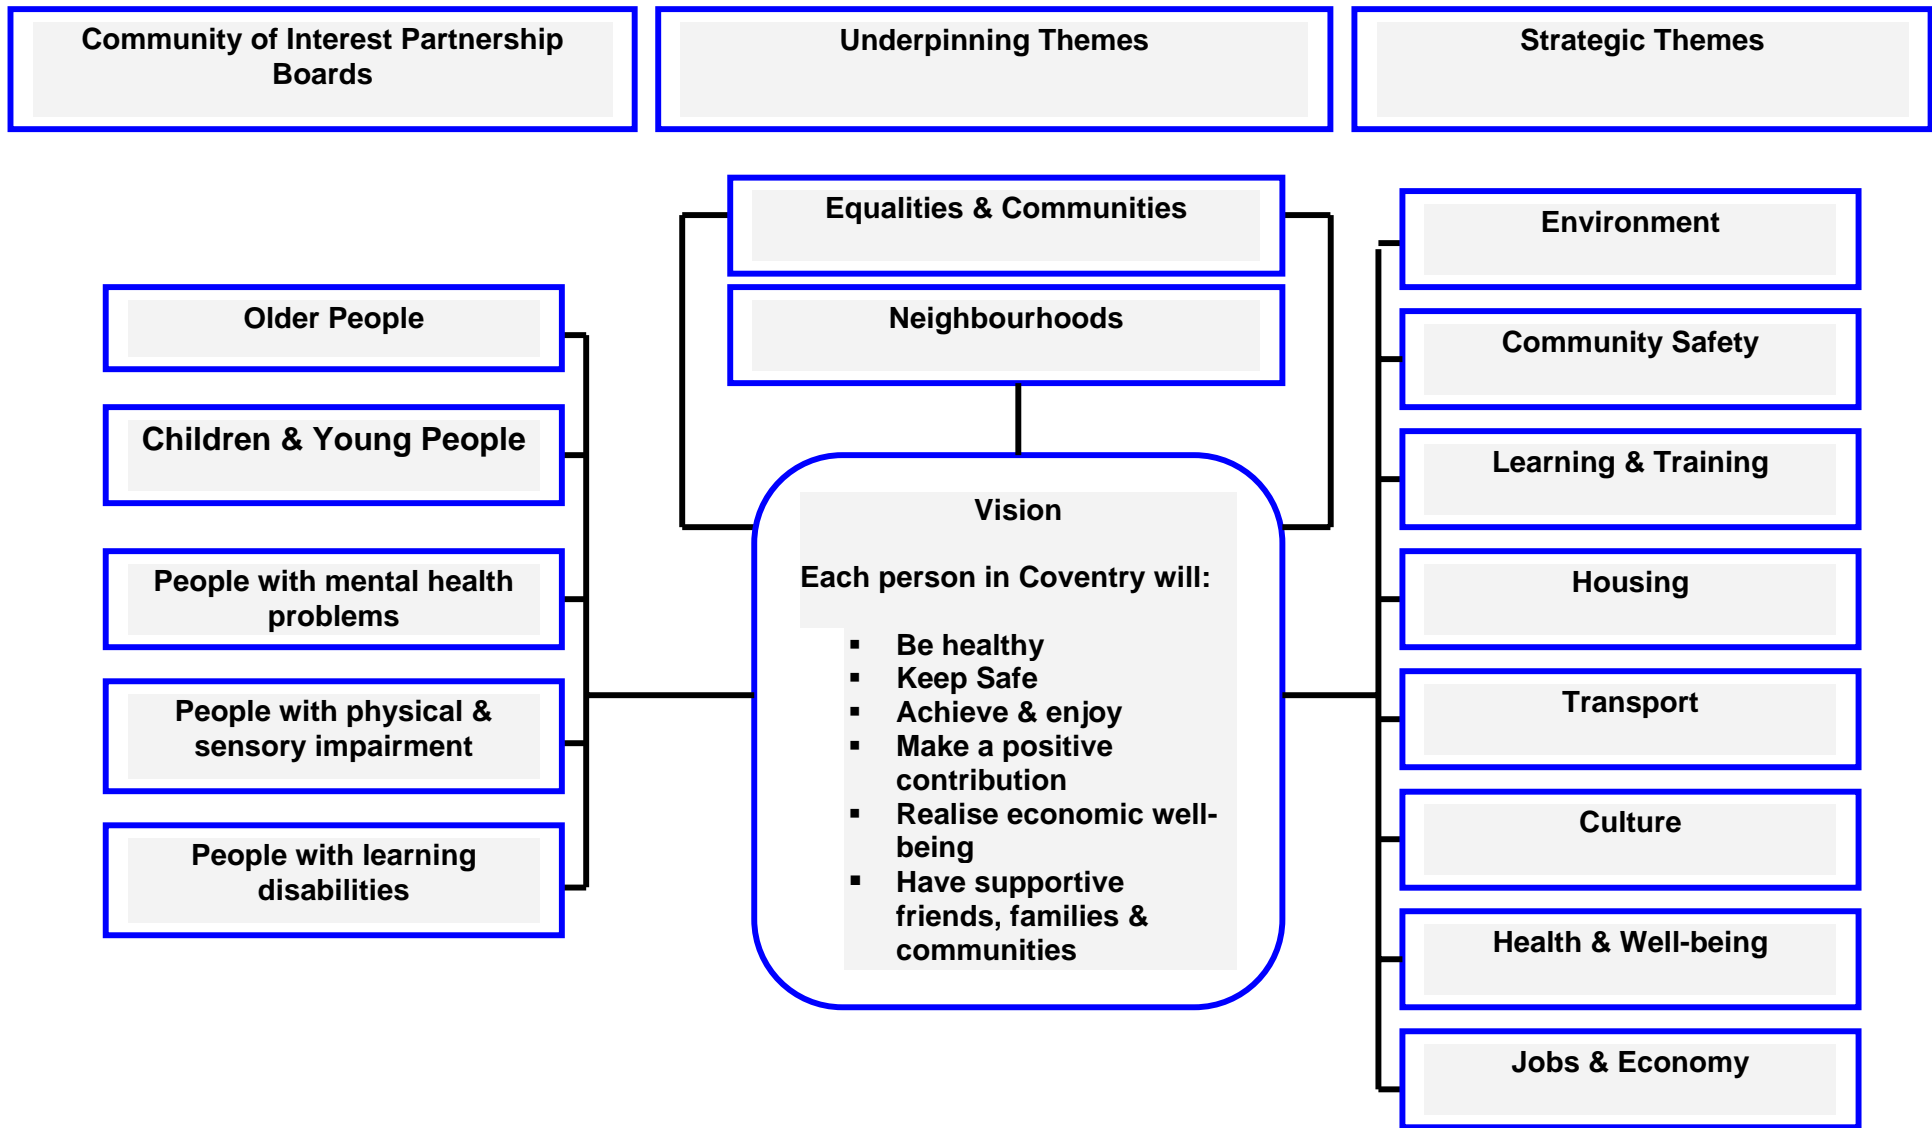 Community of Interest Partnership
Boards
Underpinning Themes
Strategic Themes
Older People
Children & Young People
People with mental health
problems
People with physical &
sensory impairment
People with learning
disabilities
Equalities & Communities
Neighbourhoods
Vision
Each person in Coventry will:
▪ Be healthy
▪ Keep Safe
▪ Achieve & enjoy
▪ Make a positive
contribution
▪ Realise economic well-
being
▪ Have supportive
friends, families &
communities
Environment
Community Safety
Learning & Training
Housing
Transport
Culture
Health & Well-being
Jobs & Economy